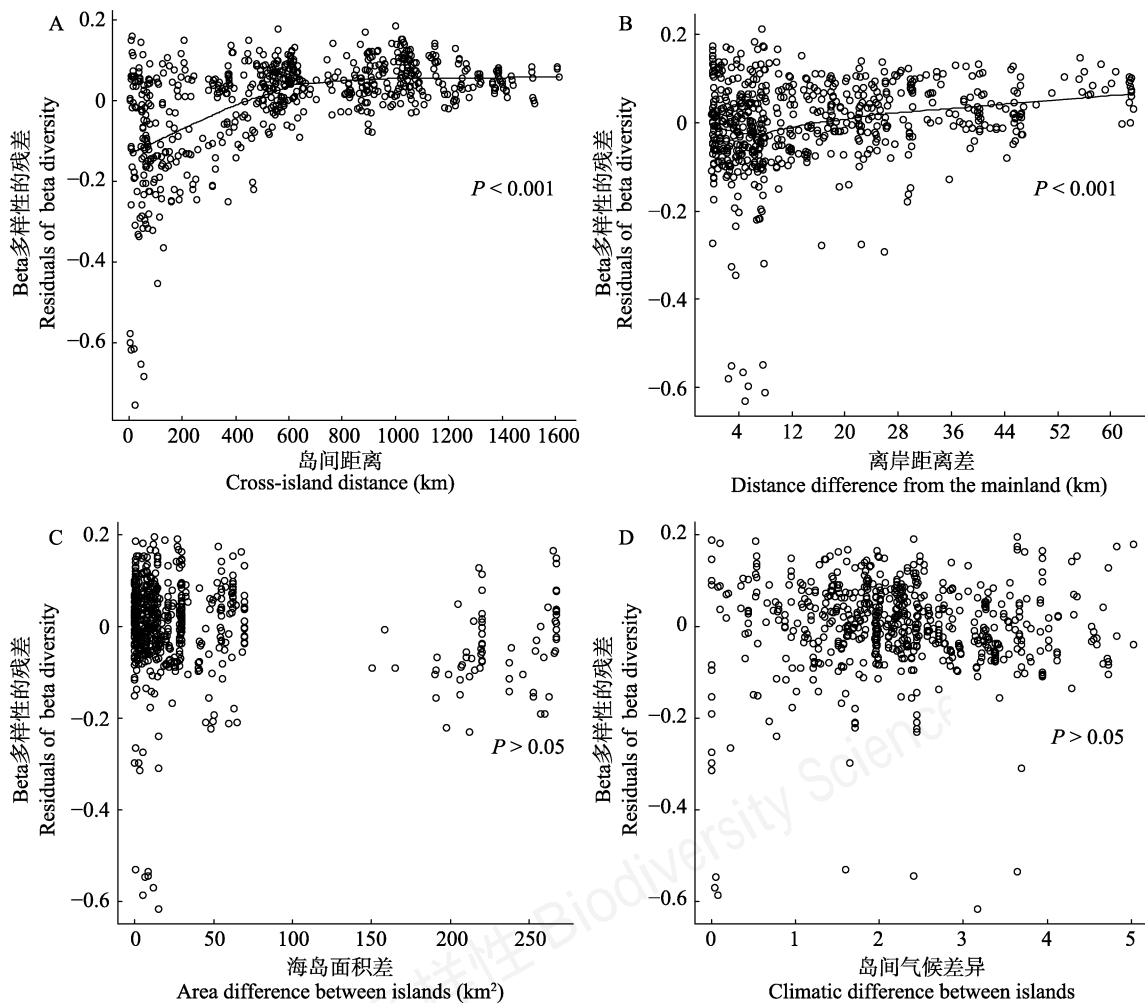 A
0.2
0
−0.2
−0.4
−0.6
Beta多样性的残差
Residuals of beta diversity
P < 0.001
0 200 400 600 800 1000 1200 1400 1600
岛间距离
Cross-island distance (km)
B
0.2
0
−0.2
−0.4
−0.6
Beta多样性的残差
Residuals of beta diversity
P < 0.001
4 12 20 28 36 44 52 60
离岸距离差
Distance difference from the mainland (km)
C
0.2
0
−0.2
−0.4
−0.6
Beta多样性的残差
Residuals of beta diversity
P > 0.05
0 50 100 150 200 250
海岛面积差
Area difference between islands (km²)
D
0.2
0
−0.2
−0.4
−0.6
Beta多样性的残差
Residuals of beta diversity
P > 0.05
0 1 2 3 4 5
岛间气候差异
Climatic difference between islands
样性 Biodiversity Science